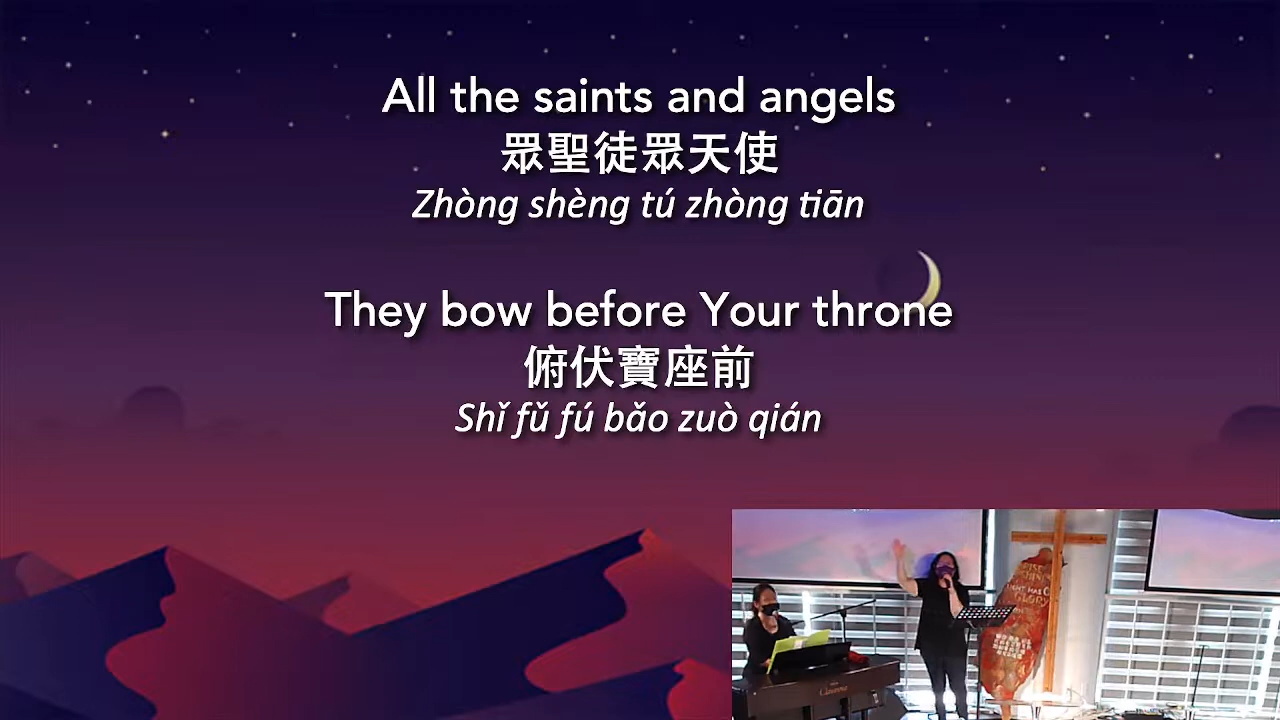 All the saints and angels
眾聖徒眾天使
Zhòng shèng tú zhòng tiān
They bow before Your throne
俯伏寶座前
Shǐ fǔ fú bǎo zuò qián